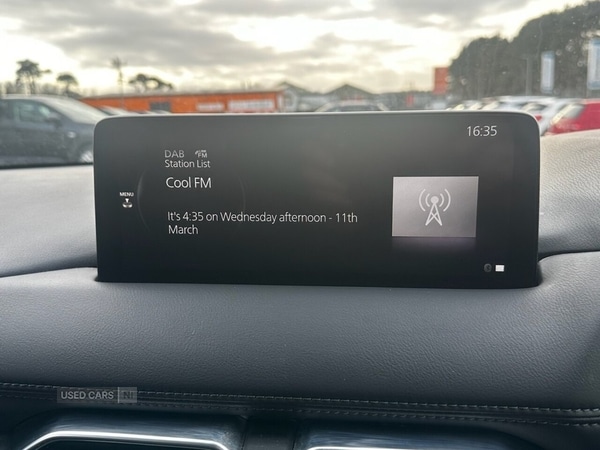 16:35
DAB FM
Station List
Cool FM
MENU
It's 4:35 on Wednesday afternoon - 11th
March
USED CARS NI